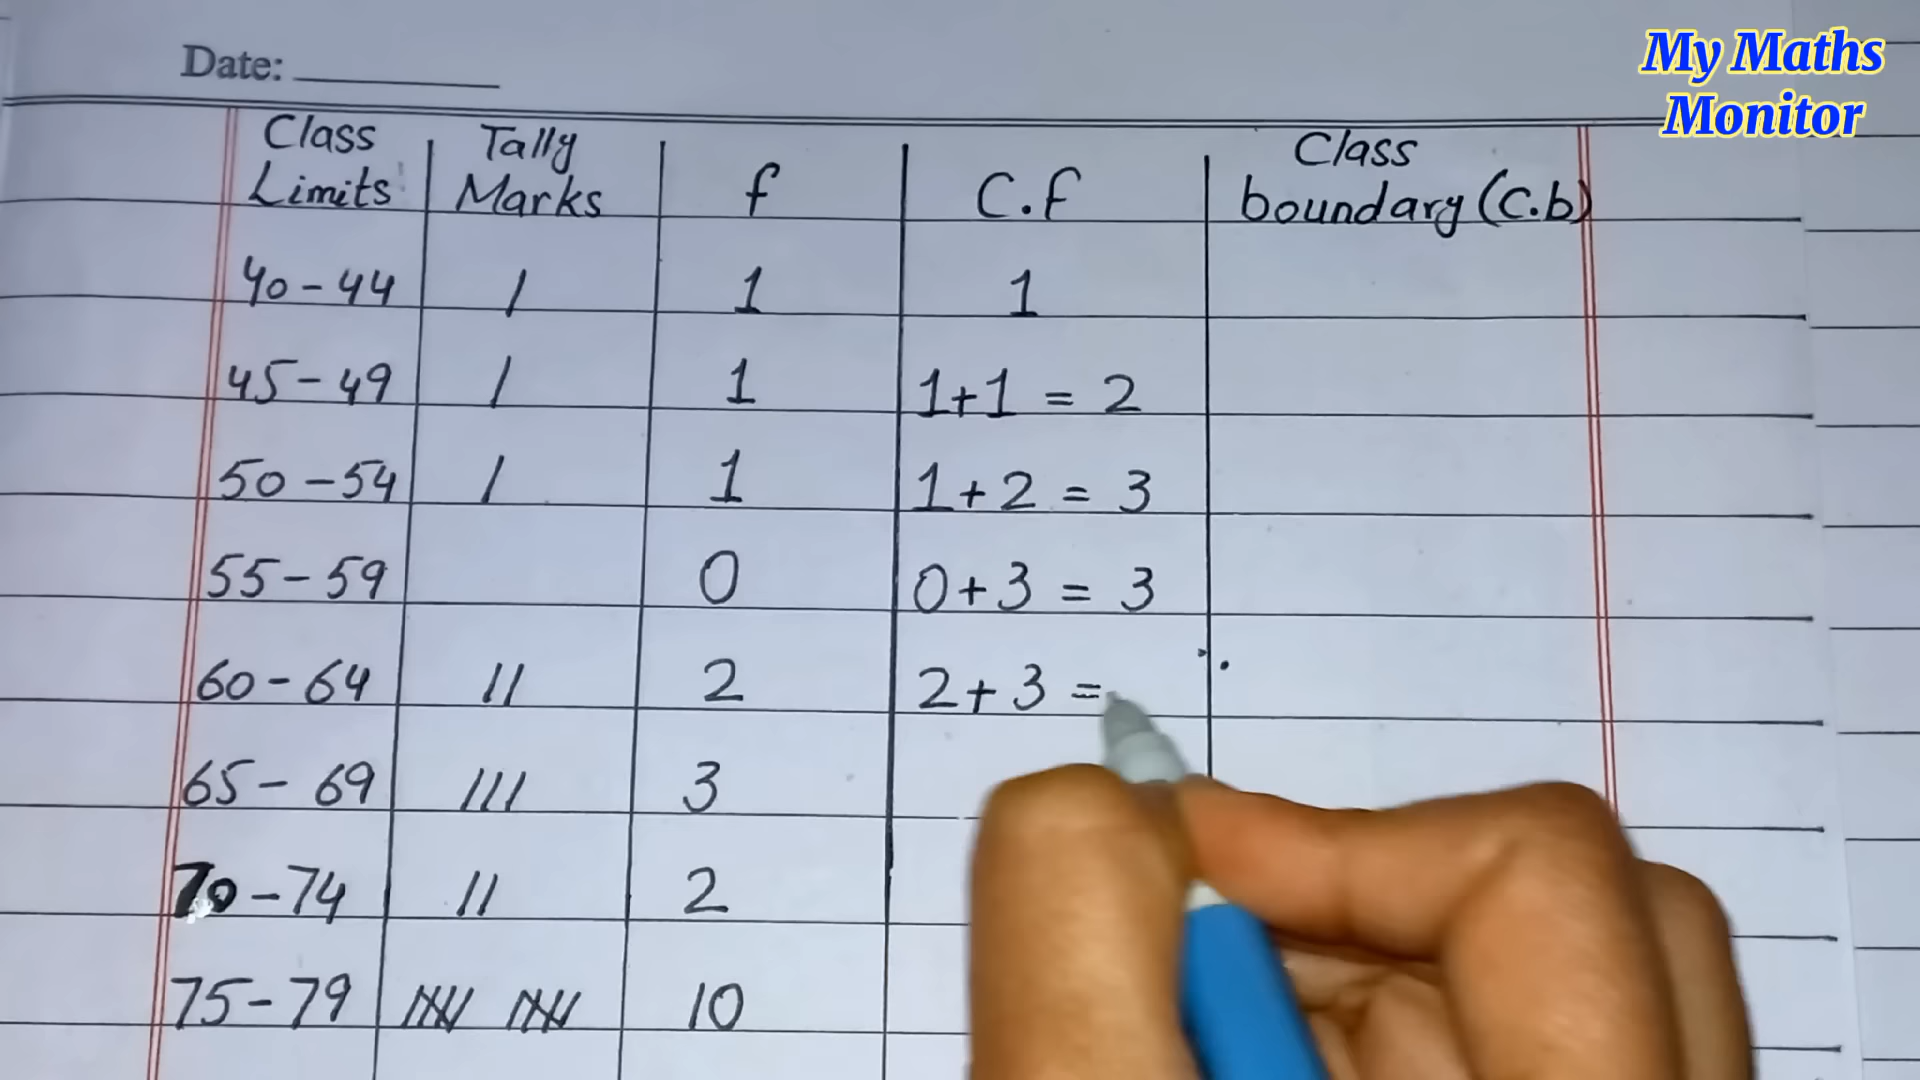 My Maths
Monitor
Date:
Class Limits Tally Marks f C.F Class boundary (C.b)
40-44 / 1 1
45-49 / 1 1+1 = 2
50-54 / 1 1+2 = 3
55-59 0 0+3 = 3
60-64 // 2 2+3 =
65-69 /// 3
70-74 // 2
75-79 𝍸 𝍸 10